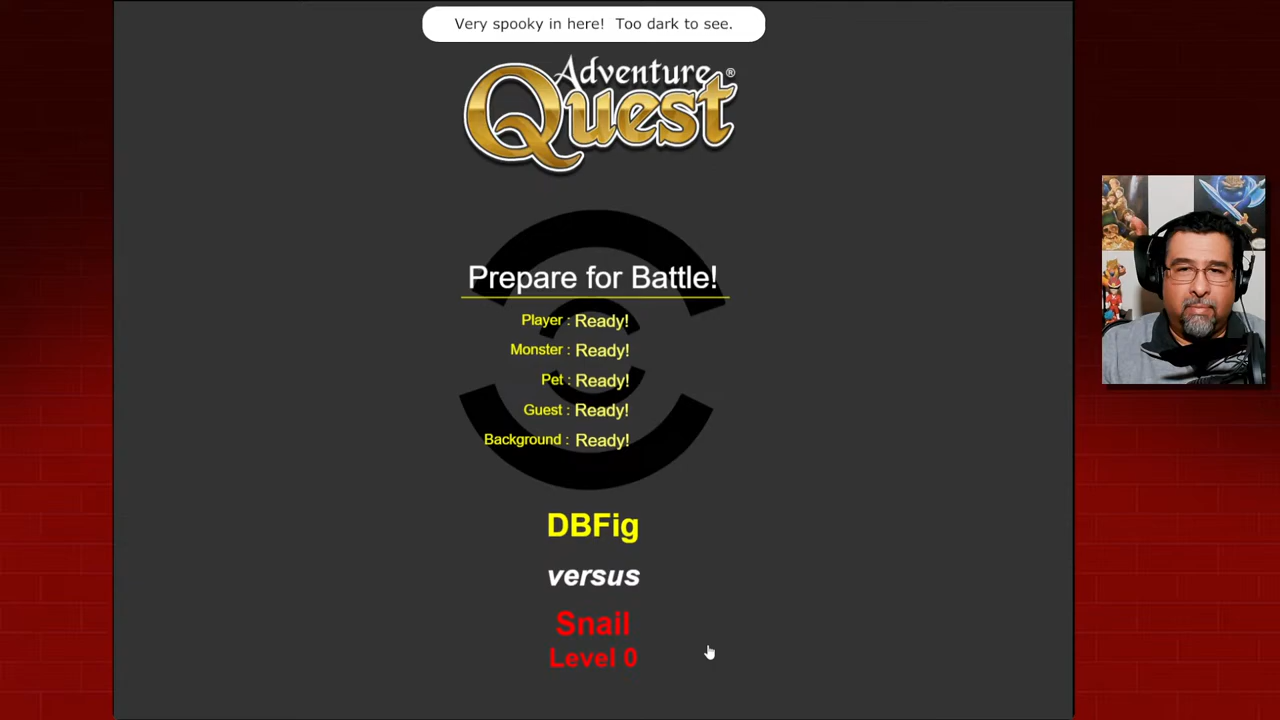 Very spooky in here! Too dark to see.
Adventure®
Quest
Prepare for Battle!
Player : Ready!
Monster : Ready!
Pet : Ready!
Guest : Ready!
Background : Ready!
DBFig
versus
Snail
Level 0